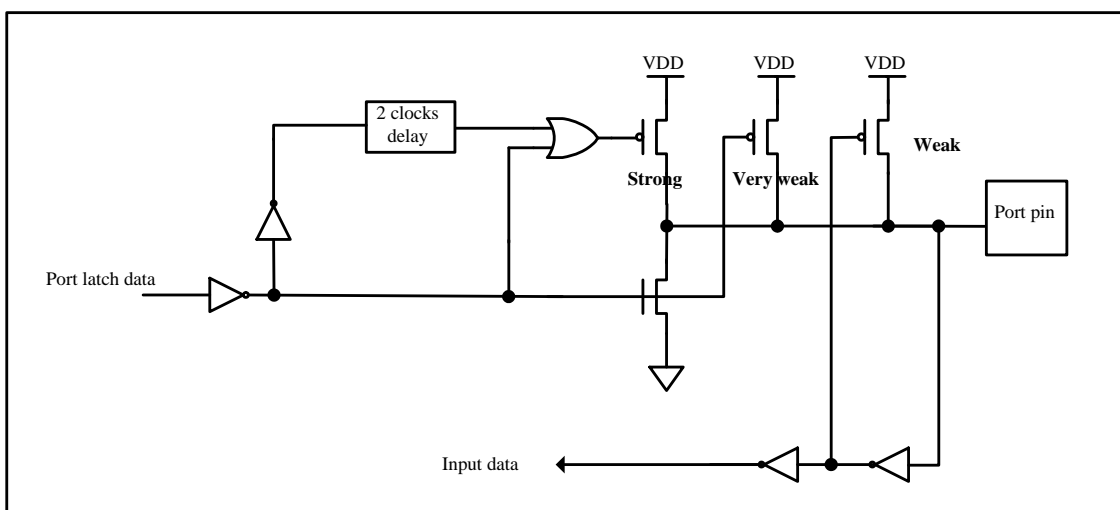 VDD
VDD
VDD
2 clocks
delay
Weak
Strong
Very weak
Port pin
Port latch data
Input data